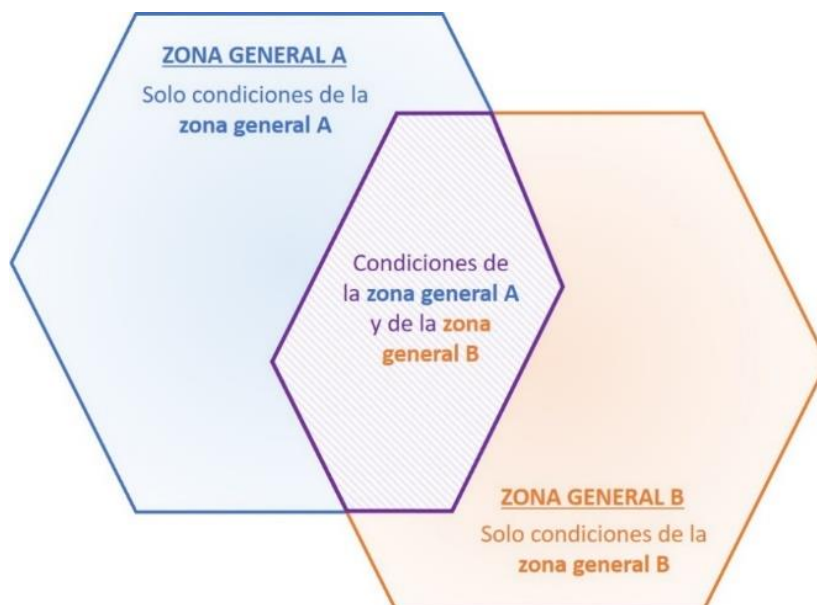 ZONA GENERAL A
Solo condiciones de la
zona general A
Condiciones de
la zona general A
y de la zona
general B
ZONA GENERAL B
Solo condiciones de la
zona general B